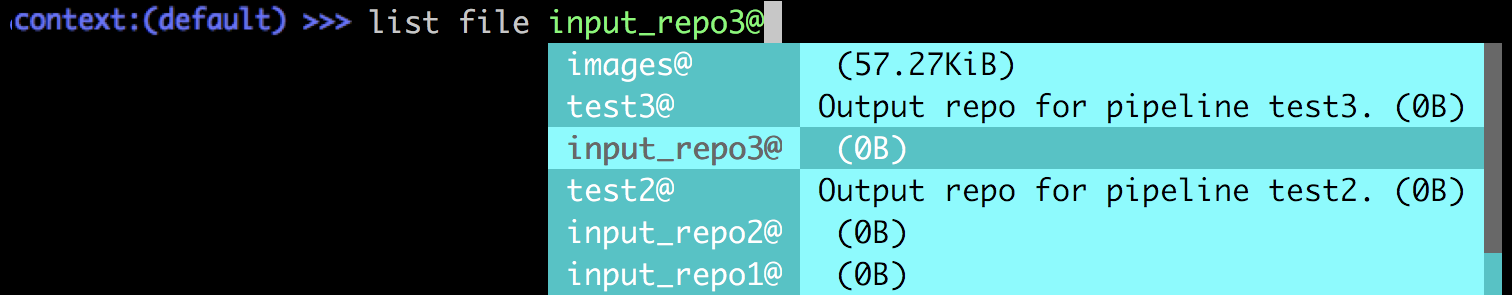 context:(default) >>> list file input_repo3@
images@ (57.27KiB)
test3@ Output repo for pipeline test3. (0B)
input_repo3@ (0B)
test2@ Output repo for pipeline test2. (0B)
input_repo2@ (0B)
input_repo1@ (0B)